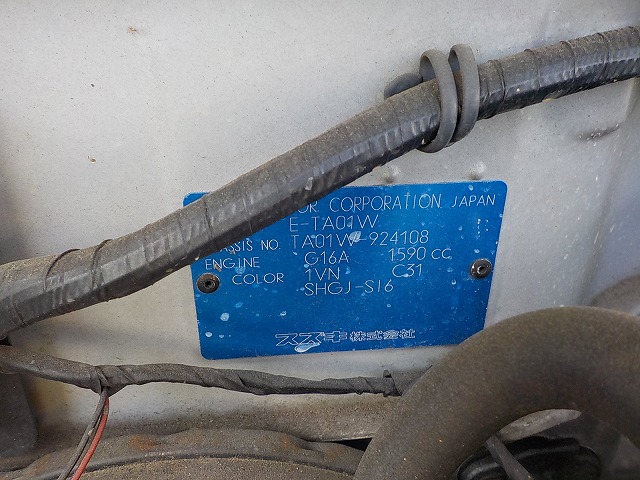 OR CORPORATION JAPAN
E-TA01W
ASSIS NO. TA01W-924108
ENGINE G16A 1590 cc
COLOR 1VN C31
SHGJ-S16
スズキ株式会社